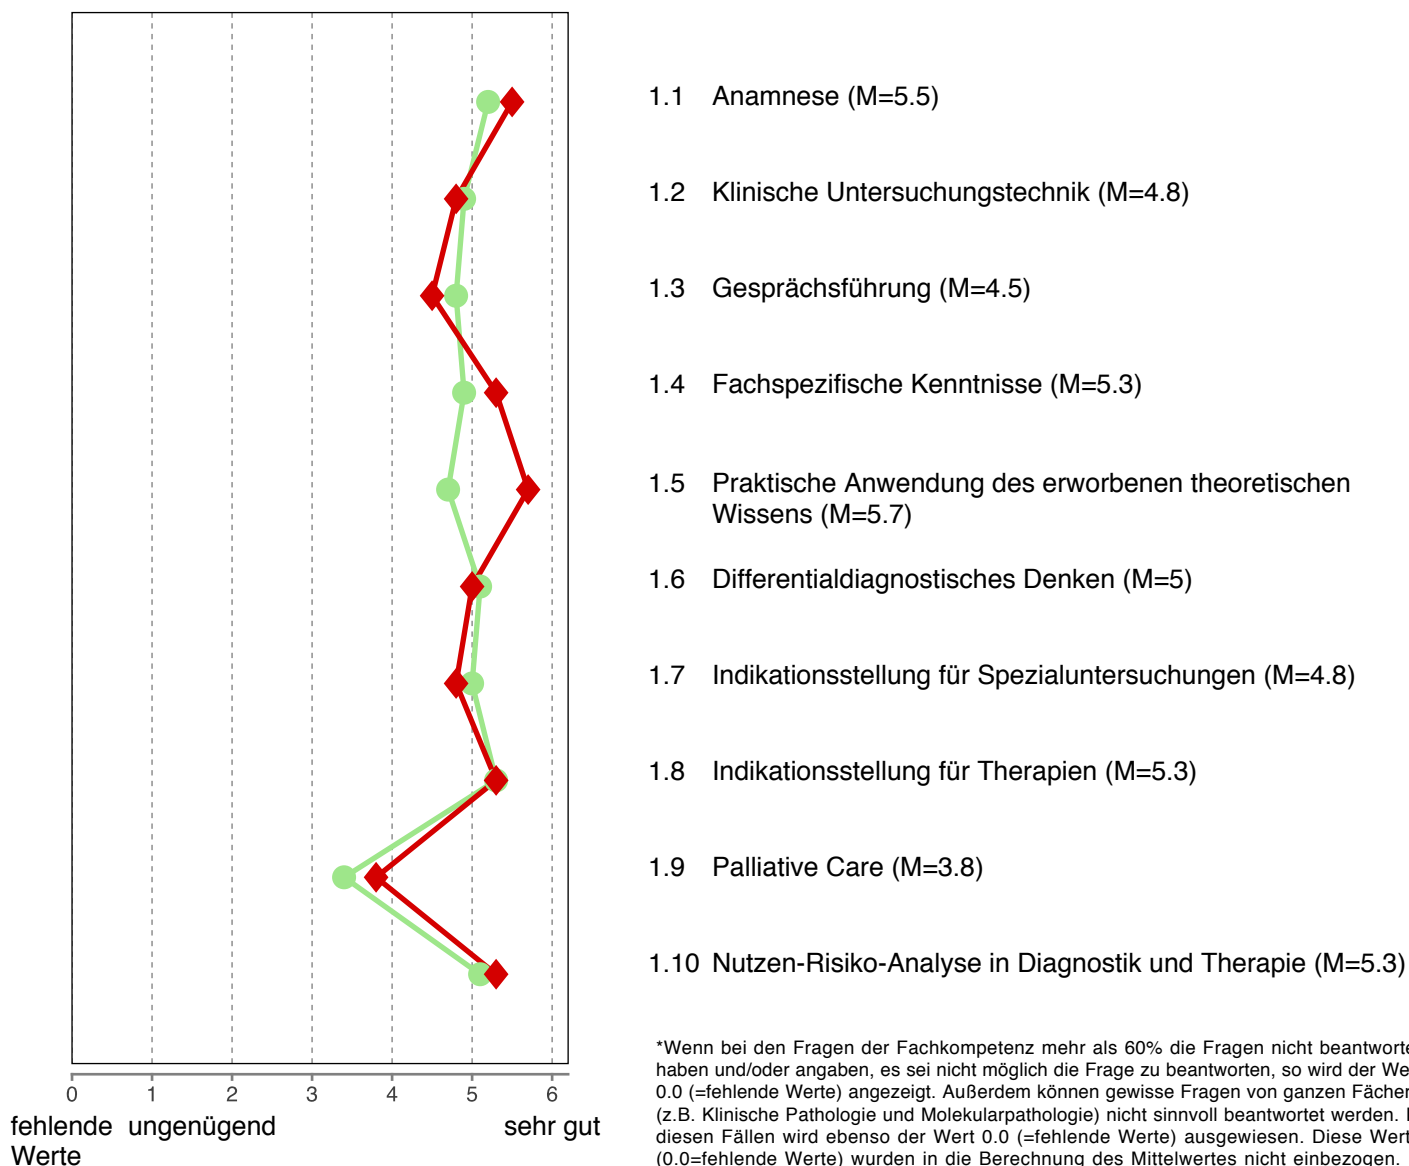 1.1 Anamnese (M=5.5)
1.2 Klinische Untersuchungstechnik (M=4.8)
1.3 Gesprächsführung (M=4.5)
1.4 Fachspezifische Kenntnisse (M=5.3)
1.5 Praktische Anwendung des erworbenen theoretischen
Wissens (M=5.7)
1.6 Differentialdiagnostisches Denken (M=5)
1.7 Indikationsstellung für Spezialuntersuchungen (M=4.8)
1.8 Indikationsstellung für Therapien (M=5.3)
1.9 Palliative Care (M=3.8)
1.10 Nutzen-Risiko-Analyse in Diagnostik und Therapie (M=5.3)
0 1 2 3 4 5 6
fehlende ungenügend sehr gut
Werte
*Wenn bei den Fragen der Fachkompetenz mehr als 60% die Fragen nicht
haben und/oder angaben, es sei nicht möglich die Frage zu beantworten, so wird der
0.0 (=fehlende Werte) angezeigt. Außerdem können gewisse Fragen von ganzen
(z.B. Klinische Pathologie und Molekularpathologie) nicht sinnvoll beantwortet werden.
diesen Fällen wird ebenso der Wert 0.0 (=fehlende Werte) ausgewiesen. Diese
(0.0=fehlende Werte) wurden in die Berechnung des Mittelwertes nicht einbezogen.